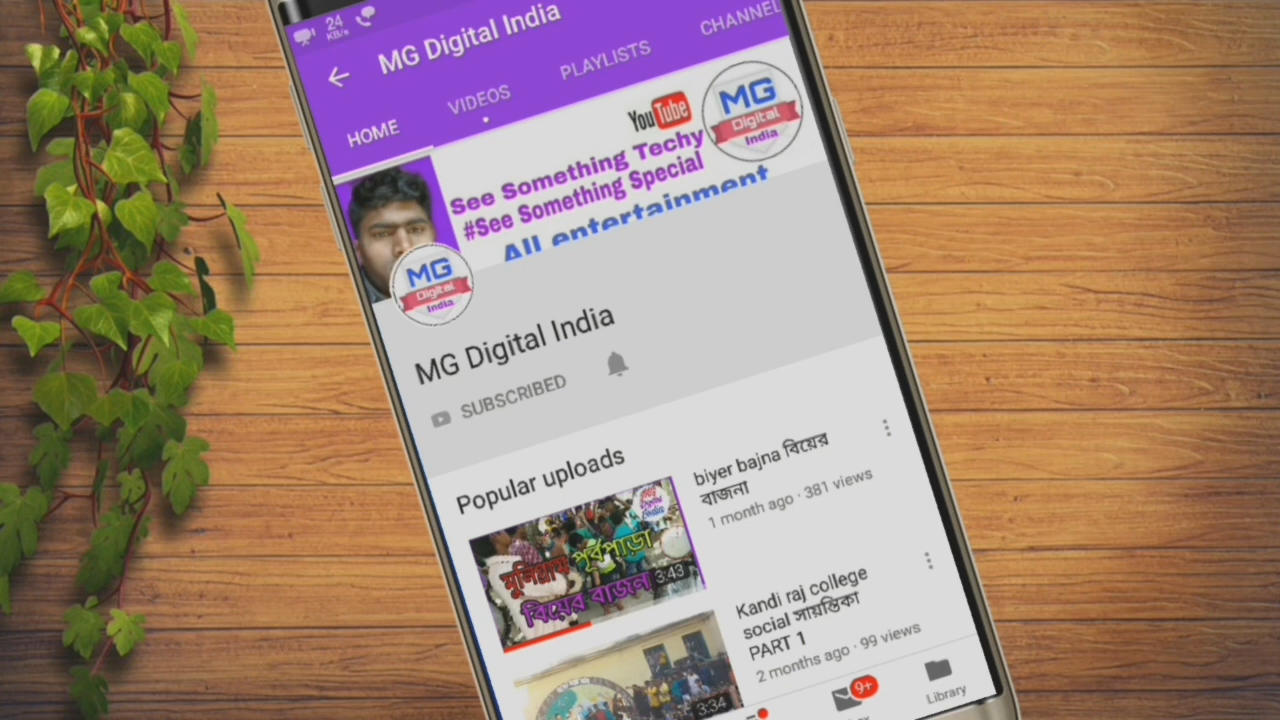 24
KB/s
MG Digital India
HOME
VIDEOS
PLAYLISTS
CHANNEL
YouTube
See Something Techy
#See Something Special
All entertainment
MG
Digital
India
MG
Digital
India
MG Digital India
SUBSCRIBED
Popular uploads
biyer bajna বিয়ের
বাজনা
1 month ago · 381 views
পূর্বপাড়া
বিয়ের বাজনা
3:43
Kandi raj college
social সায়ন্তিকা
PART 1
2 months ago · 99 views
3:34
9+
Library